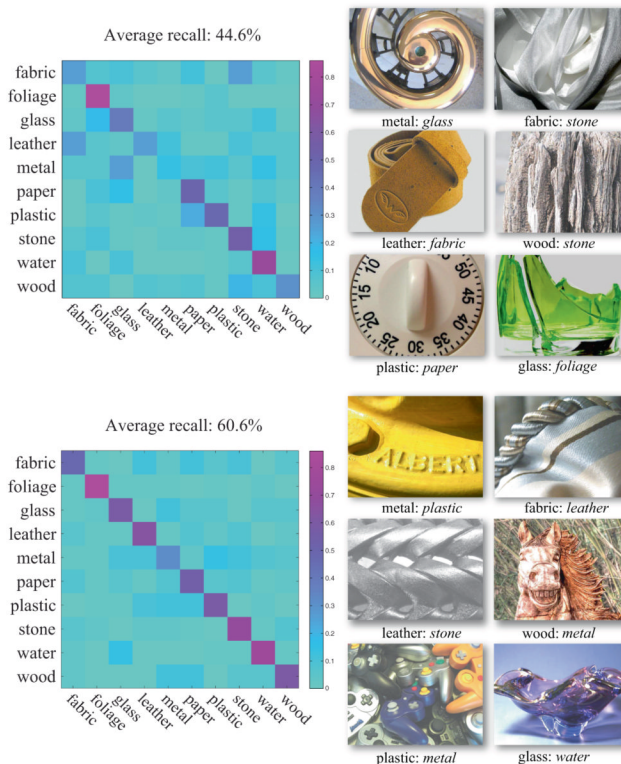 Average recall: 44.6%
fabric
foliage
glass
leather
metal
paper
plastic
stone
water
wood
fabric
foliage
glass
leather
metal
paper
plastic
stone
water
wood
0.8
0.7
0.6
0.5
0.4
0.3
0.2
0.1
0
metal: glass
fabric: stone
leather: fabric
wood: stone
10
5
55
50
15
45
20
40
25
30
35
plastic: paper
glass: foliage
Average recall: 60.6%
fabric
foliage
glass
leather
metal
paper
plastic
stone
water
wood
fabric
foliage
glass
leather
metal
paper
plastic
stone
water
wood
0.8
0.7
0.6
0.5
0.4
0.3
0.2
0.1
0
ALBERT
metal: plastic
fabric: leather
leather: stone
wood: metal
plastic: metal
glass: water